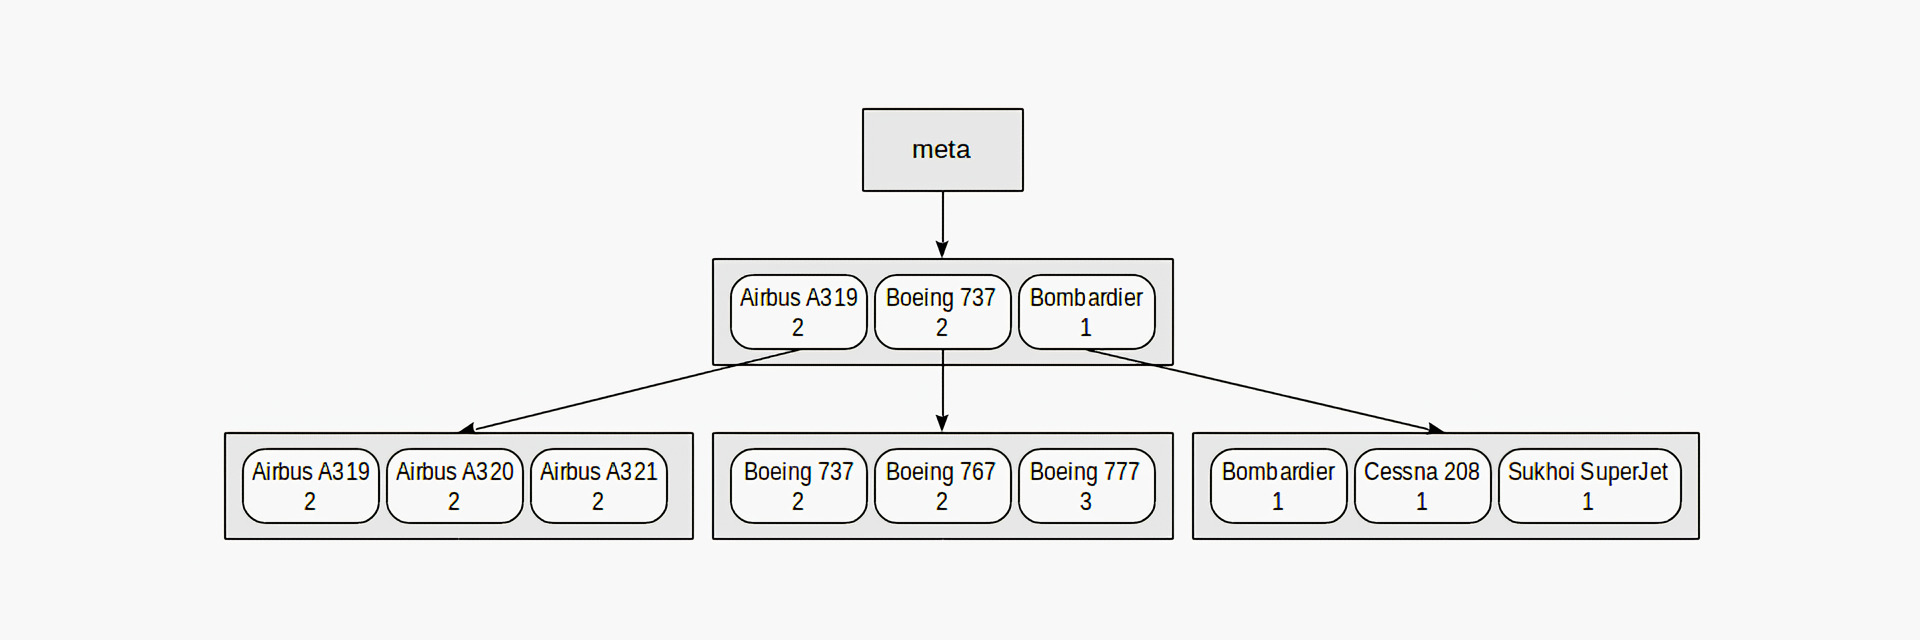 meta
Airbus A319
2
Boeing 737
2
Bombardier
1
Airbus A319
2
Airbus A320
2
Airbus A321
2
Boeing 737
2
Boeing 767
2
Boeing 777
3
Bombardier
1
Cessna 208
1
Sukhoi SuperJet
1